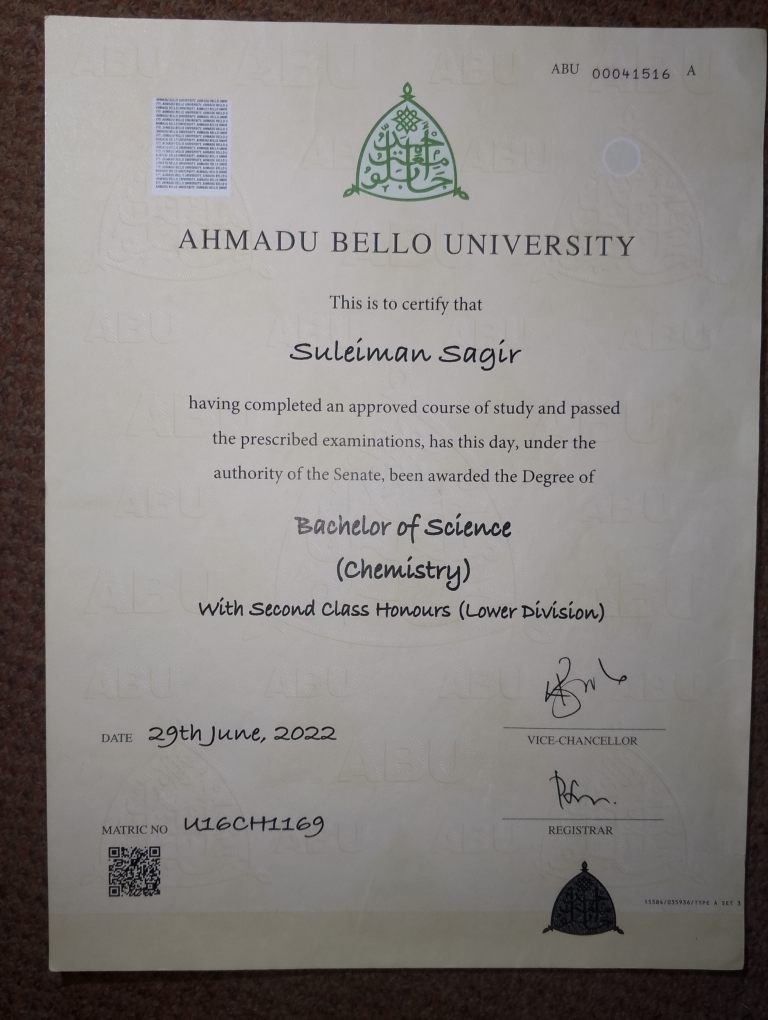 ABU 00041516 A
AHMADU BELLO UNIVERSITY
This is to certify that
Suleiman Sagir
having completed an approved course of study and passed
the prescribed examinations, has this day, under the
authority of the Senate, been awarded the Degree of
Bachelor of Science
(Chemistry)
With Second Class Honours (Lower Division)
DATE 29th June, 2022
VICE-CHANCELLOR
MATRIC NO U16CH1169
REGISTRAR